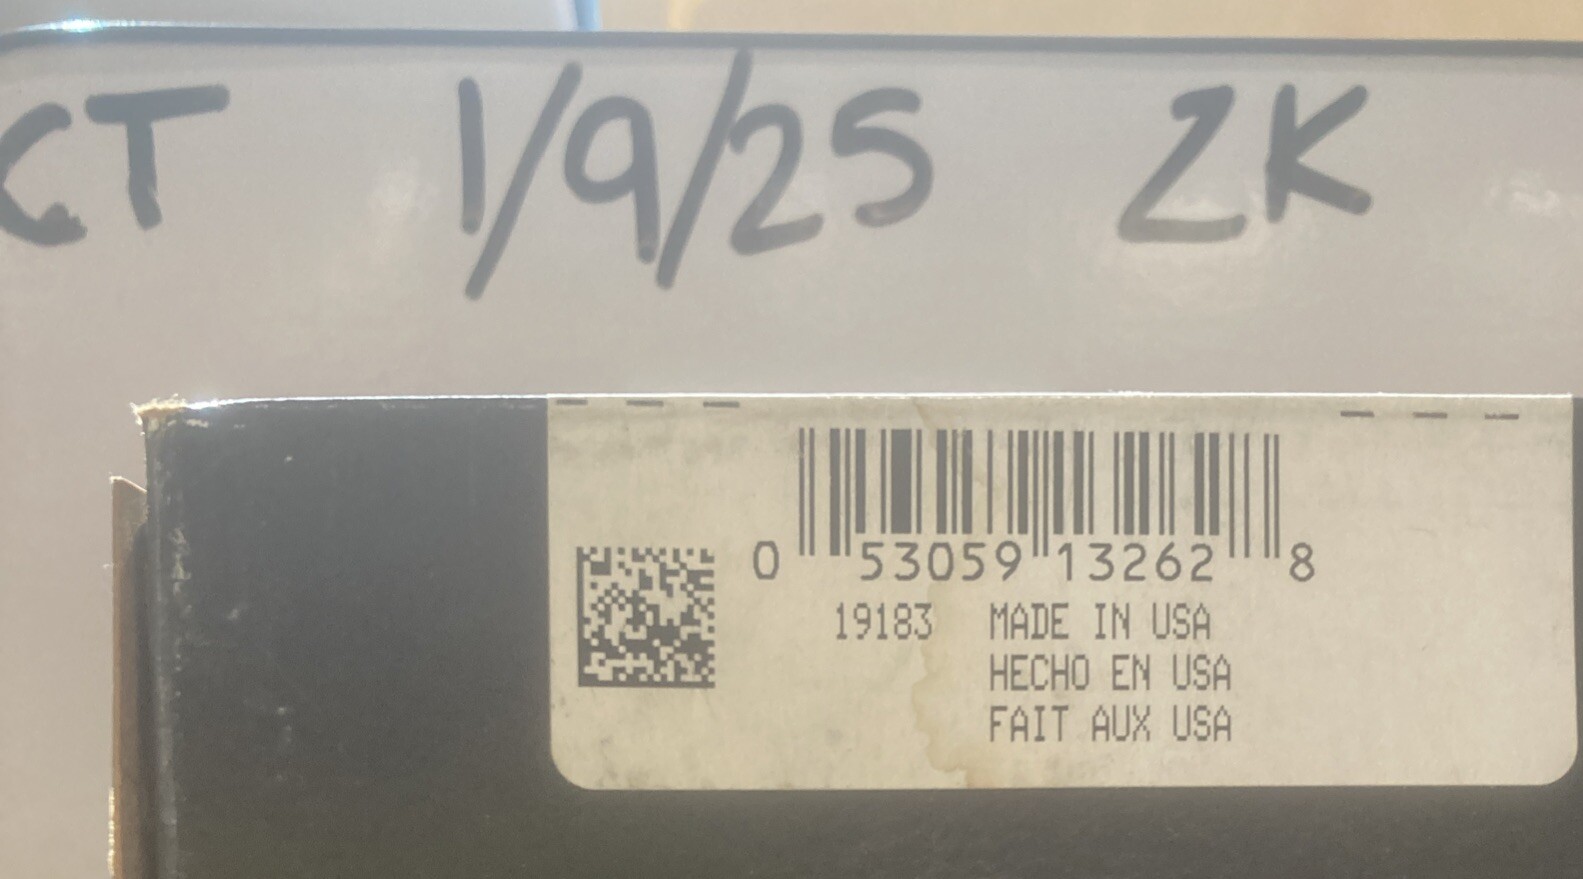 CT 1/9/25 ZK
0 53059 13262 8
19183 MADE IN USA
HECHO EN USA
FAIT AUX USA